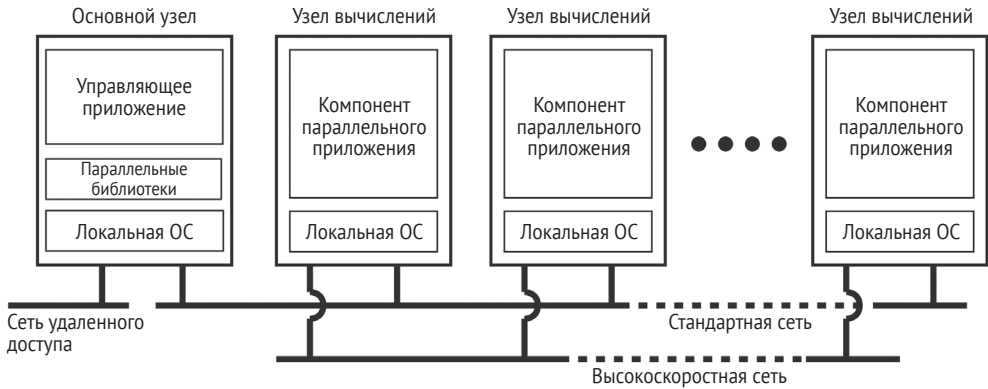 Основной узел
Узел вычислений
Узел вычислений
Узел вычислений
Управляющее
приложение
Параллельные
библиотеки
Локальная ОС
Компонент
параллельного
приложения
Локальная ОС
Компонент
параллельного
приложения
Локальная ОС
Компонент
параллельного
приложения
Локальная ОС
Сеть удаленного
доступа
Стандартная сеть
Высокоскоростная сеть